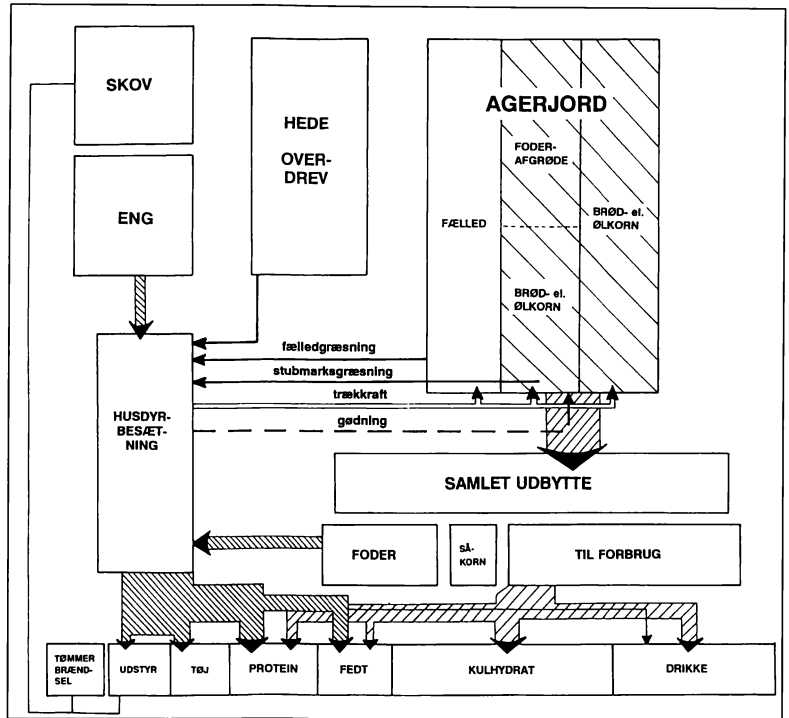 SKOV
HEDE
OVER-
DREV
AGERJORD
FODER-
AFGRØDE
FÆLLED
BRØD- el.
ØLKORN
BRØD- el.
ØLKORN
ENG
fælledgræsning
stubmarksgræsning
trækkraft
gødning
HUSDYR-
BESÆT-
NING
SAMLET UDBYTTE
FODER
SÅ-
KORN
TIL FORBRUG
TØMMER
BRÆND-
SEL
UDSTYR
TØJ
PROTEIN
FEDT
KULHYDRAT
DRIKKE